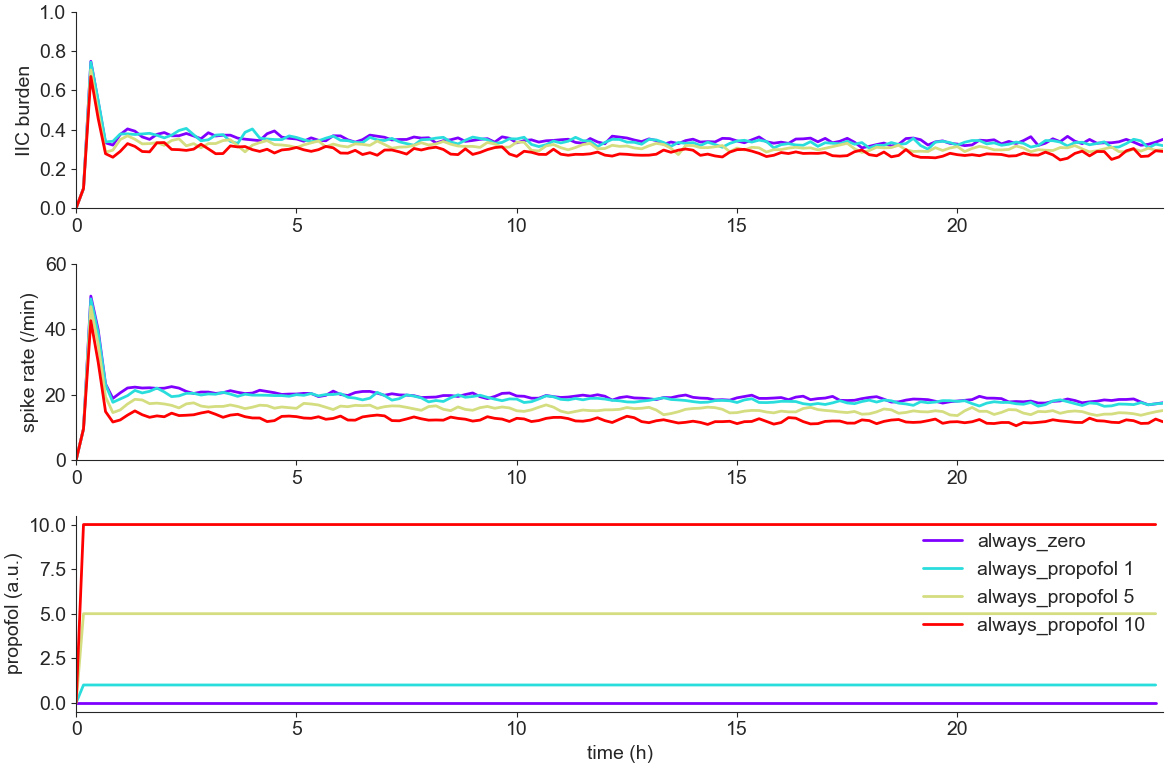 1.0
0.8
0.6
0.4
0.2
0.0
IIC burden
0 5 10 15 20
60
40
20
0
spike rate (/min)
0 5 10 15 20
10.0
7.5
5.0
2.5
0.0
propofol (a.u.)
always_zero
always_propofol 1
always_propofol 5
always_propofol 10
0 5 10 15 20
time (h)